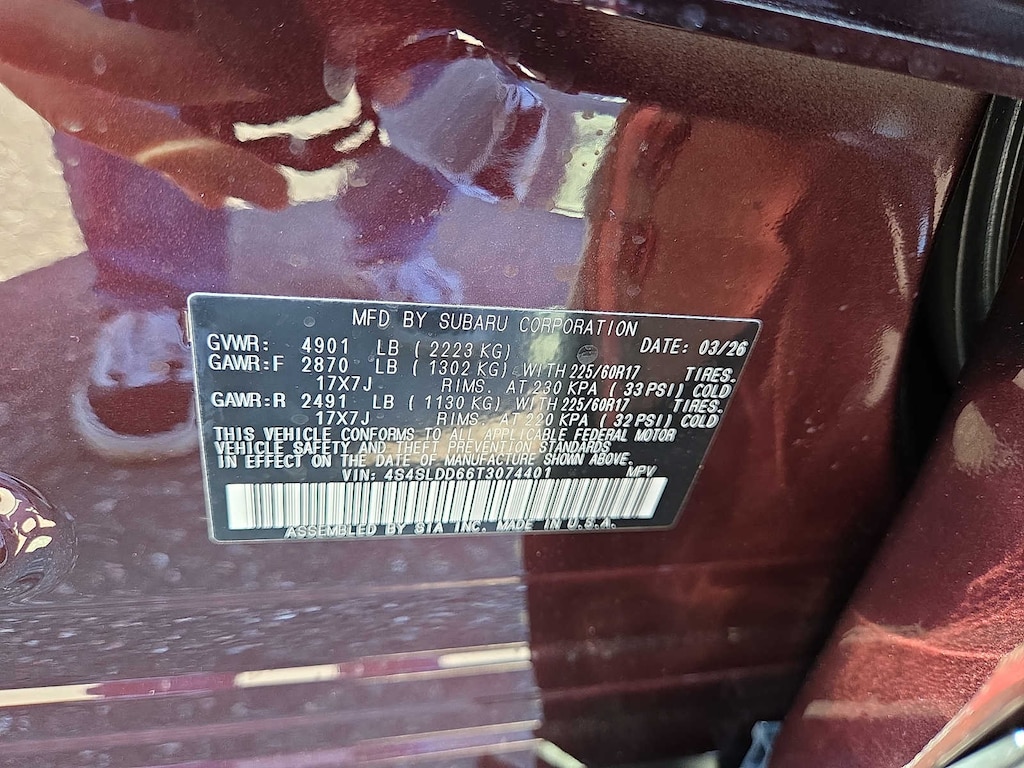 MFD BY SUBARU CORPORATION
GVWR: 4901 LB ( 2223 KG ) DATE: 03/26
GAWR:F 2870 LB ( 1302 KG ) WITH 225/60R17 TIRES.
17X7J RIMS. AT 230 KPA ( 33 PSI ) COLD
GAWR:R 2491 LB ( 1130 KG ) WITH 225/60R17 TIRES.
17X7J RIMS. AT 220 KPA ( 32 PSI ) COLD
THIS VEHICLE CONFORMS TO ALL APPLICABLE FEDERAL MOTOR
VEHICLE SAFETY AND THEFT PREVENTION STANDARDS
IN EFFECT ON THE DATE OF MANUFACTURE SHOWN ABOVE.
VIN: 4S4SLDD66T3074401 MPV
ASSEMBLED BY SIA INC. MADE IN U.S.A.